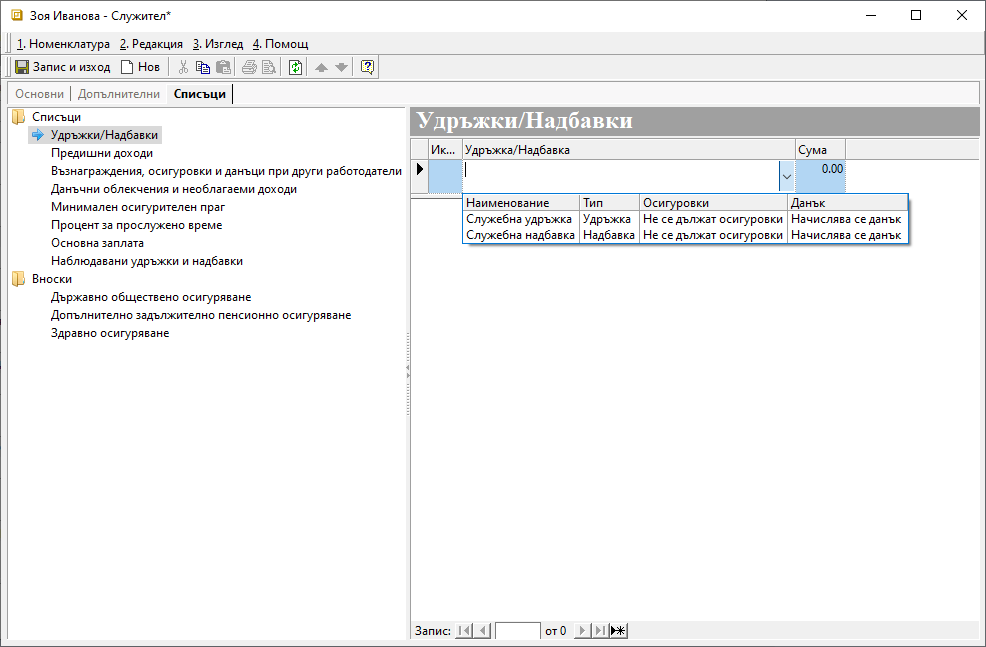 Зоя Иванова - Служител*
1. Номенклатура 2. Редакция 3. Изглед 4. Помощ
Запис и изход Нов
Основни Допълнителни Списъци
Списъци
Удръжки/Надбавки
Предишни доходи
Възнаграждения, осигуровки и данъци при други работодатели
Данъчни облекчения и необлагаеми доходи
Минимален осигурителен праг
Процент за прослужено време
Основна заплата
Наблюдавани удръжки и надбавки
Вноски
Държавно обществено осигуряване
Допълнително задължително пенсионно осигуряване
Здравно осигуряване
Удръжки/Надбавки
Ик... Удръжка/Надбавка Сума
0.00
Наименование Тип Осигуровки Данък
Служебна удръжка Удръжка Не се дължат осигуровки Начислява се данък
Служебна надбавка Надбавка Не се дължат осигуровки Начислява се данък
Запис: от 0